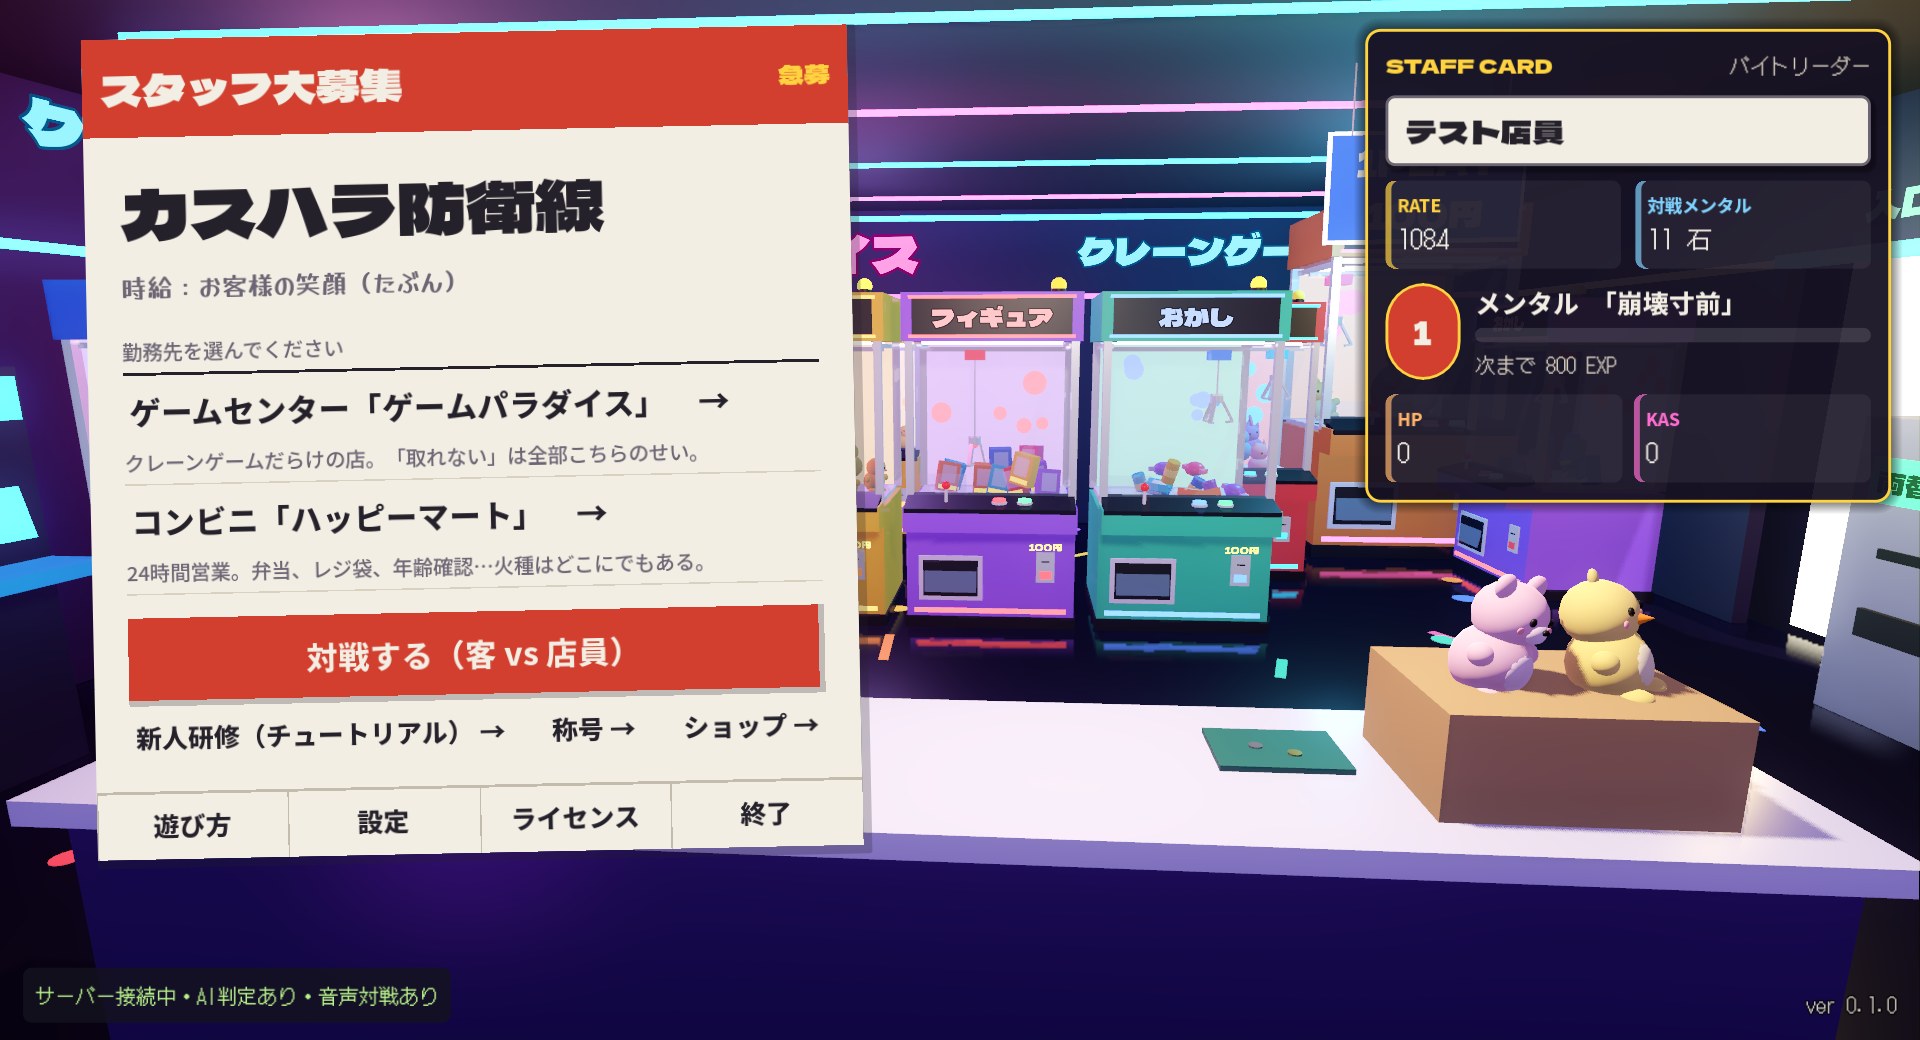 スタッフ大募集
急募
カスハラ防衛線
時給：お客様の笑顔（たぶん）
勤務先を選んでください
ゲームセンター「ゲームパラダイス」 →
クレーンゲームだらけの店。「取れない」は全部こちらのせい。
コンビニ「ハッピーマート」 →
24時間営業。弁当、レジ袋、年齢確認…火種はどこにでもある。
対戦する（客 vs 店員）
新人研修（チュートリアル） →
称号 →
ショップ →
遊び方
設定
ライセンス
終了
サーバー接続中・AI判定あり・音声対戦あり
イス
クレーンゲー
フィギュア
おかし
100円
100円
STAFF CARD
バイトリーダー
テスト店員
RATE
1084
対戦メンタル
11 石
1
メンタル 「崩壊寸前」
次まで 800 EXP
HP
0
KAS
0
ver 0.1.0